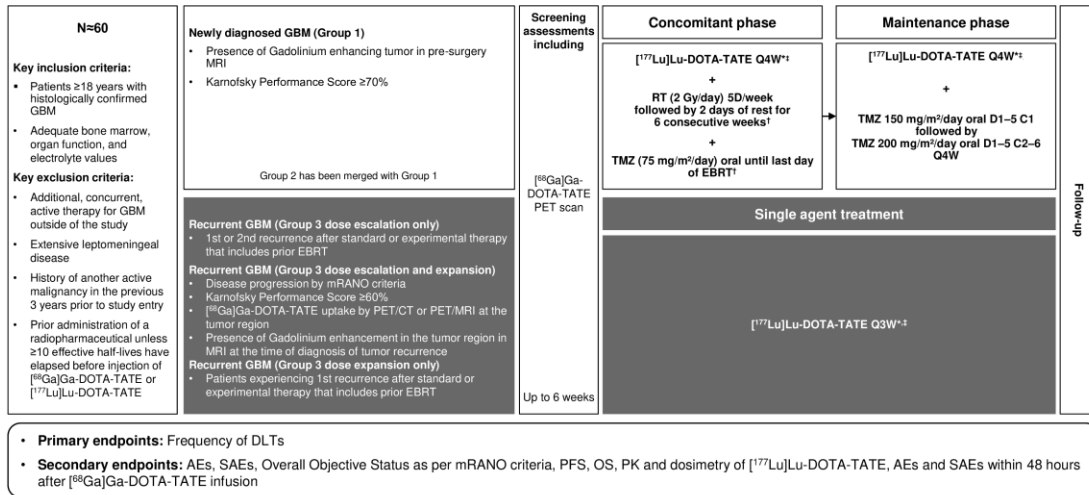 N≈60
Key inclusion criteria:
▪ Patients ≥18 years with
histologically confirmed
GBM
• Adequate bone marrow,
organ function, and
electrolyte values
Key exclusion criteria:
• Additional, concurrent,
active therapy for GBM
outside of the study
• Extensive leptomeningeal
disease
• History of another active
malignancy in the previous
3 years prior to study entry
• Prior administration of a
radiopharmaceutical unless
≥10 effective half-lives have
elapsed before injection of
[⁶⁸Ga]Ga-DOTA-TATE or
[¹⁷⁷Lu]Lu-DOTA-TATE
Newly diagnosed GBM (Group 1)
• Presence of Gadolinium enhancing tumor in pre-surgery
MRI
• Karnofsky Performance Score ≥70%
Group 2 has been merged with Group 1
Recurrent GBM (Group 3 dose escalation only)
• 1st or 2nd recurrence after standard or experimental therapy
that includes prior EBRT
Recurrent GBM (Group 3 dose escalation and expansion)
• Disease progression by mRANO criteria
• Karnofsky Performance Score ≥60%
• [⁶⁸Ga]Ga-DOTA-TATE uptake by PET/CT or PET/MRI at the
tumor region
• Presence of Gadolinium enhancement in the tumor region in
MRI at the time of diagnosis of tumor recurrence
Recurrent GBM (Group 3 dose expansion only)
• Patients experiencing 1st recurrence after standard or
experimental therapy that includes prior EBRT
Screening
assessments
including
[⁶⁸Ga]Ga-
DOTA-TATE
PET scan
Up to 6 weeks
Concomitant phase
[¹⁷⁷Lu]Lu-DOTA-TATE Q4W*‡
+
RT (2 Gy/day) 5D/week
followed by 2 days of rest for
6 consecutive weeks†
+
TMZ (75 mg/m²/day) oral until last day
of EBRT†
Maintenance phase
[¹⁷⁷Lu]Lu-DOTA-TATE Q4W*‡
+
TMZ 150 mg/m²/day oral D1–5 C1
followed by
TMZ 200 mg/m²/day oral D1–5 C2–6
Q4W
Single agent treatment
[¹⁷⁷Lu]Lu-DOTA-TATE Q3W*,‡
Follow-up
• Primary endpoints: Frequency of DLTs
• Secondary endpoints: AEs, SAEs, Overall Objective Status as per mRANO criteria, PFS, OS, PK and dosimetry of [¹⁷⁷Lu]Lu-DOTA-TATE, AEs and SAEs within 48 hours
after [⁶⁸Ga]Ga-DOTA-TATE infusion